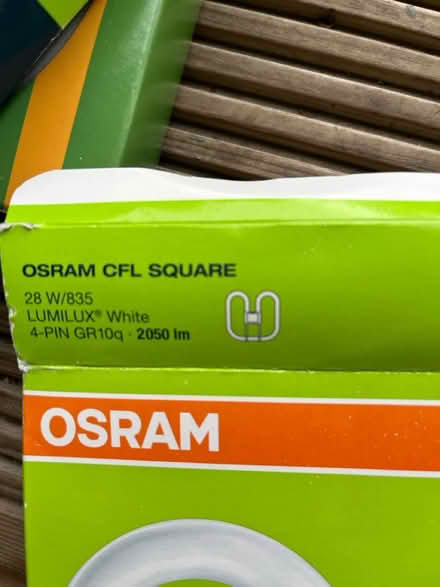 OSRAM CFL SQUARE
28 W/835
LUMILUX® White
4-PIN GR10q · 2050 lm
OSRAM